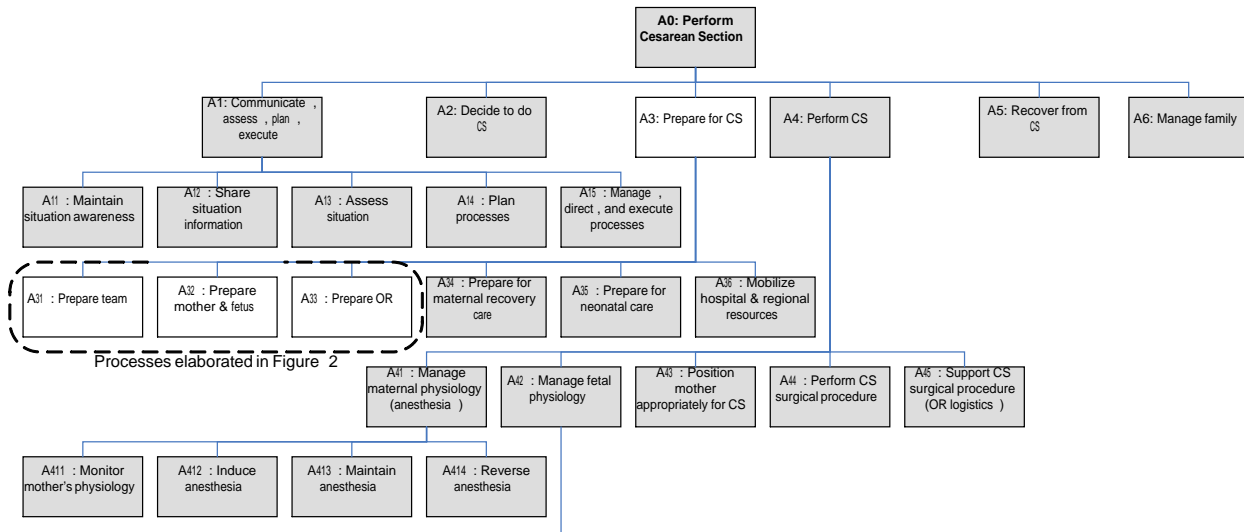 A0: Perform
Cesarean Section
A1: Communicate ,
assess , plan ,
execute
A2: Decide to do
CS
A3: Prepare for CS
A4: Perform CS
A5: Recover from
CS
A6: Manage family
A11 : Maintain
situation awareness
A12 : Share
situation
information
A13 : Assess
situation
A14 : Plan
processes
A15 : Manage ,
direct , and execute
processes
A31 : Prepare team
A32 : Prepare
mother & fetus
A33 : Prepare OR
A34 : Prepare for
maternal recovery
care
A35 : Prepare for
neonatal care
A36 : Mobilize
hospital & regional
resources
Processes elaborated in Figure 2
A41 : Manage
maternal physiology
(anesthesia )
A42 : Manage fetal
physiology
A43 : Position
mother
appropriately for CS
A44 : Perform CS
surgical procedure
A45 : Support CS
surgical procedure
(OR logistics )
A411 : Monitor
mother's physiology
A412 : Induce
anesthesia
A413 : Maintain
anesthesia
A414 : Reverse
anesthesia